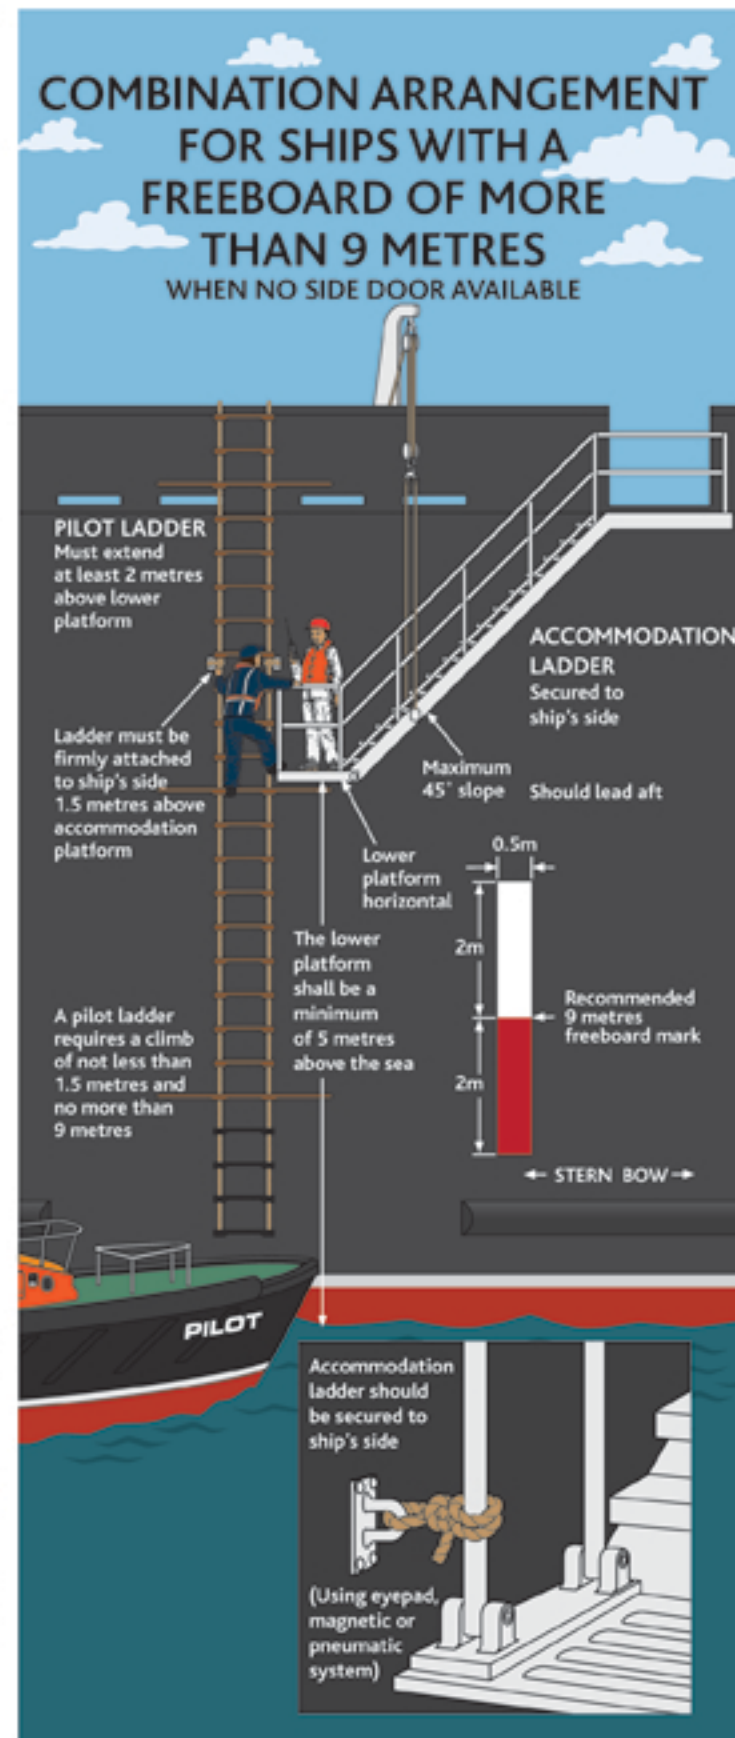 COMBINATION ARRANGEMENT
FOR SHIPS WITH A
FREEBOARD OF MORE
THAN 9 METRES
WHEN NO SIDE DOOR AVAILABLE
PILOT LADDER
Must extend
at least 2 metres
above lower
platform
ACCOMMODATION
LADDER
Secured to
ship's side
Ladder must be
firmly attached
to ship's side
1.5 metres above
accommodation
platform
Maximum
45° slope
Should lead aft
Lower
platform
horizontal
0.5m
2m
2m
The lower
platform
shall be a
minimum
of 5 metres
above the sea
Recommended
9 metres
freeboard mark
A pilot ladder
requires a climb
of not less than
1.5 metres and
no more than
9 metres
STERN BOW
PILOT
Accommodation
ladder should
be secured to
ship's side
(Using eyepad,
magnetic or
pneumatic
system)